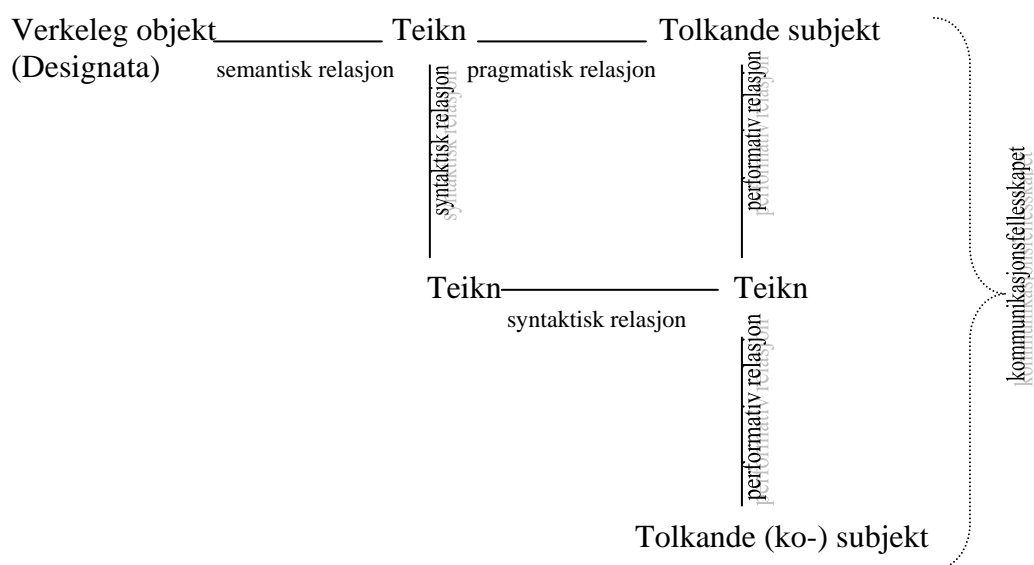 Verkeleg objekt Teikn Tolkande subjekt
(Designata) semantisk relasjon pragmatisk relasjon
syntaktisk relasjon
performativ relasjon
kommunikasjonsfellesskapet
Teikn Teikn
syntaktisk relasjon
performativ relasjon
Tolkande (ko-) subjekt